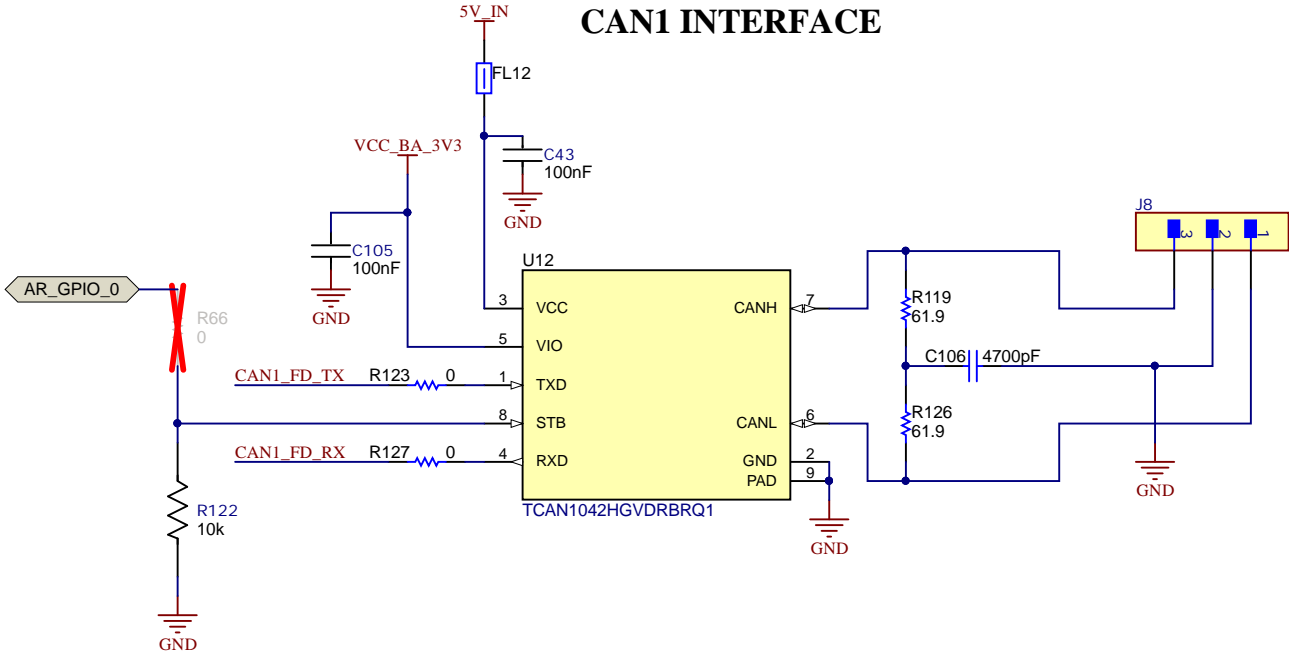 CAN1 INTERFACE
5V_IN
FL12
VCC_BA_3V3
C43
100nF
GND
J8
3 2 1
C105
100nF
GND
U12
AR_GPIO_0
R66
0
3 VCC
CANH 7
R119
61.9
5 VIO
C106 4700pF
CAN1_FD_TX R123 0 1 TXD
8 STB
CANL 6
R126
61.9
CAN1_FD_RX R127 0 4 RXD
GND 2
PAD 9
GND
R122
10k
TCAN1042HGVDRBRQ1
GND
GND